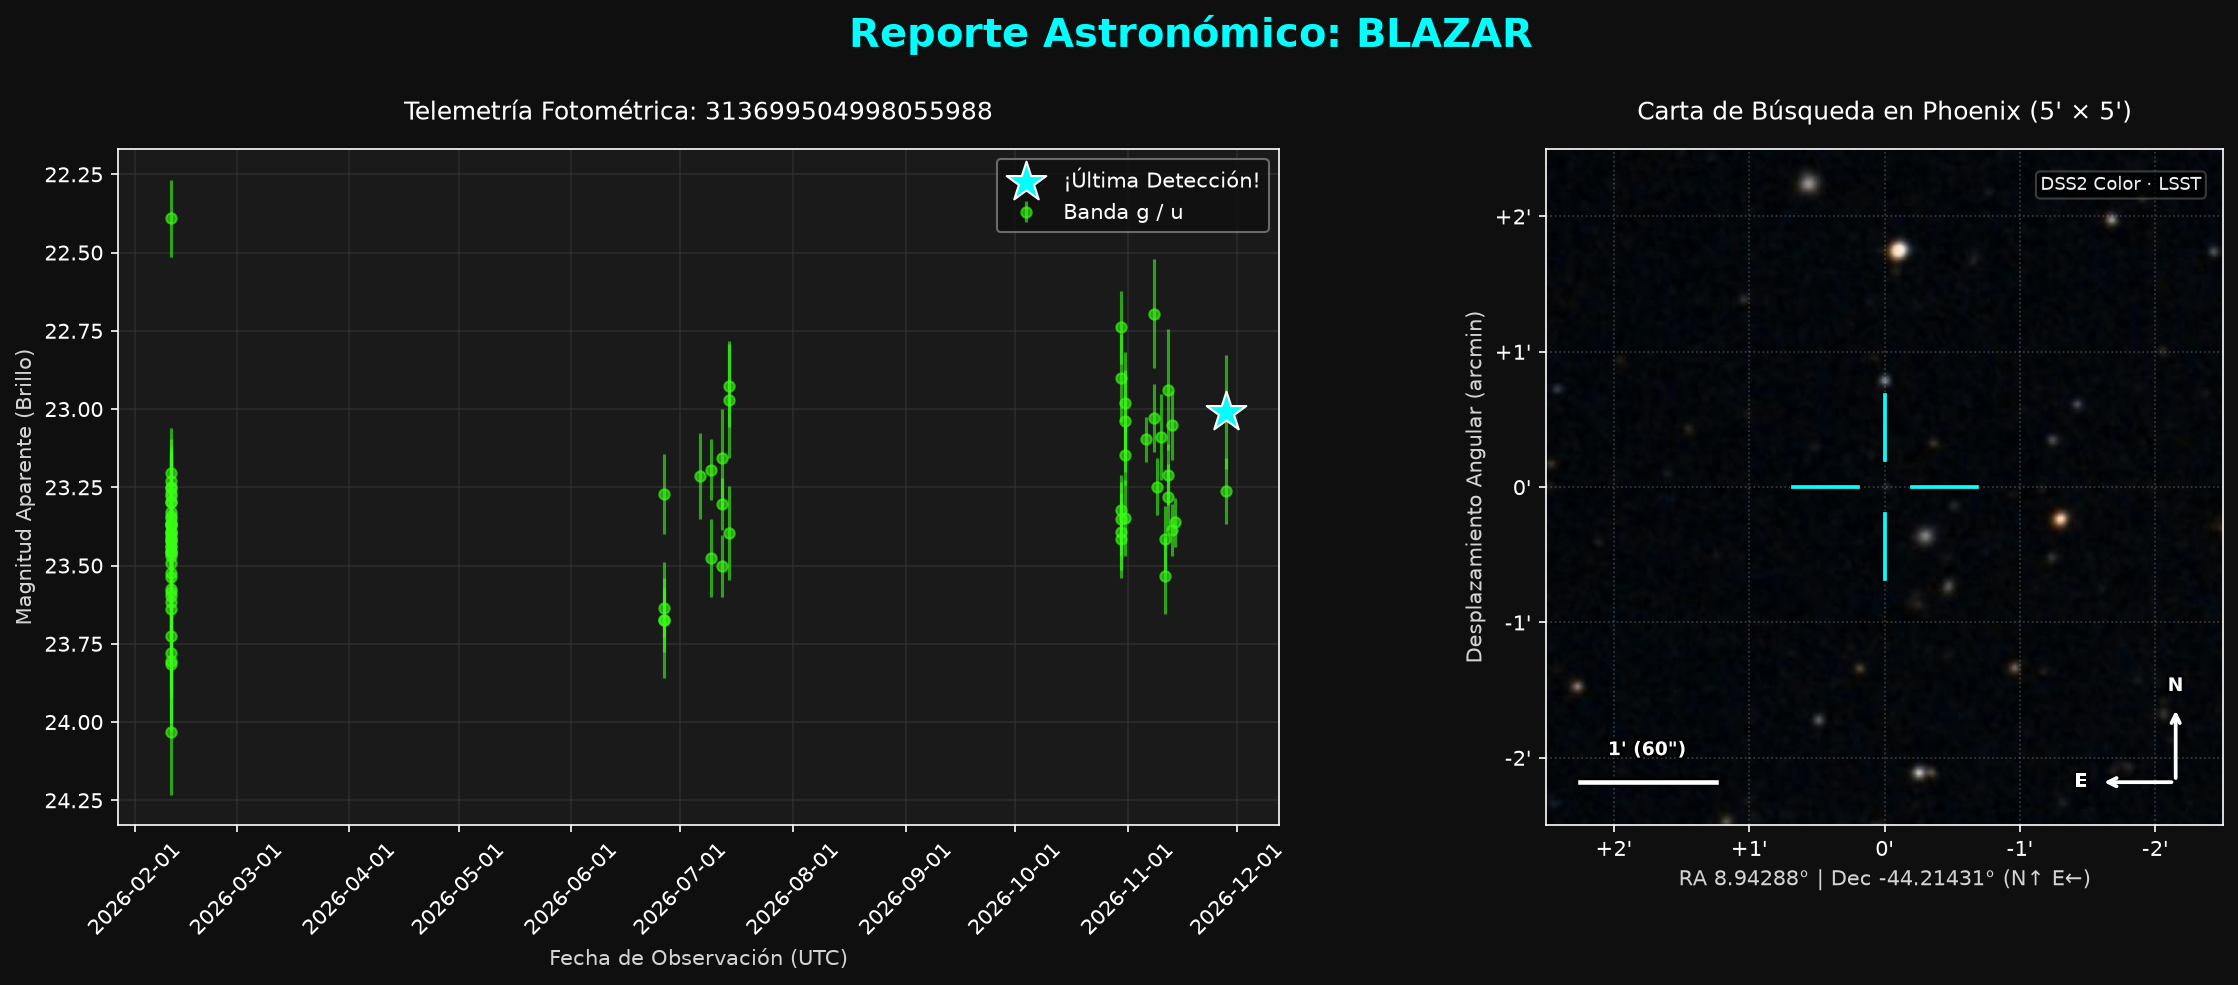 Reporte Astronómico: BLAZAR
Telemetría Fotométrica: 313699504998055988
Magnitud Aparente (Brillo)
22.25
22.50
22.75
23.00
23.25
23.50
23.75
24.00
24.25
¡Última Detección!
Banda g / u
2026-02-01
2026-03-01
2026-04-01
2026-05-01
2026-06-01
2026-07-01
2026-08-01
2026-09-01
2026-10-01
2026-11-01
2026-12-01
Fecha de Observación (UTC)
Carta de Búsqueda en Phoenix (5' × 5')
Desplazamiento Angular (arcmin)
+2'
+1'
0'
-1'
-2'
DSS2 Color · LSST
N
E
1' (60")
+2'
+1'
0'
-1'
-2'
RA 8.94288° | Dec -44.21431° (N↑ E←)